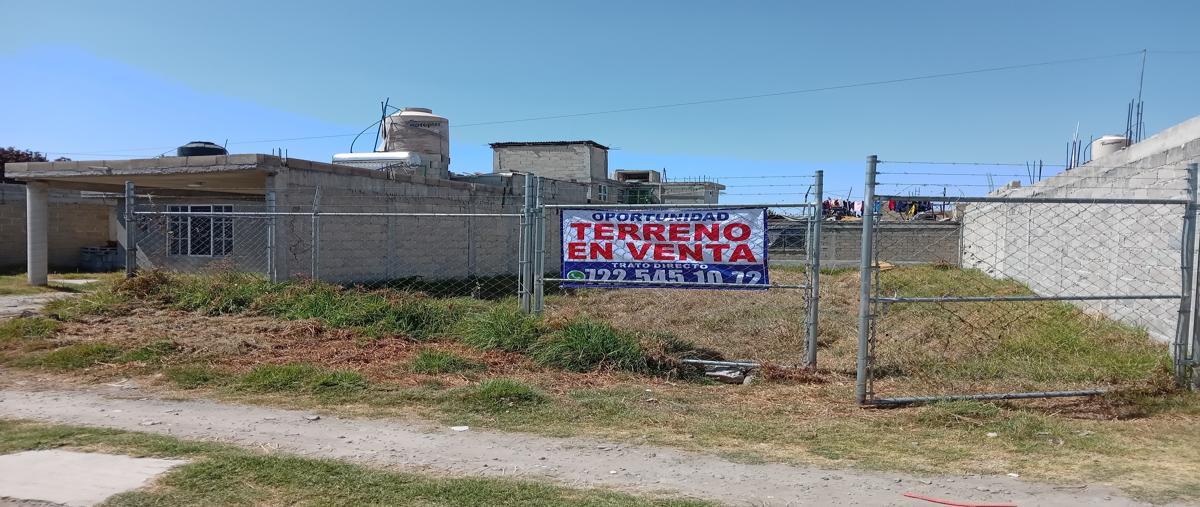 OPORTUNIDAD
TERRENO
EN VENTA
TRATO DIRECTO
722 545 10 72